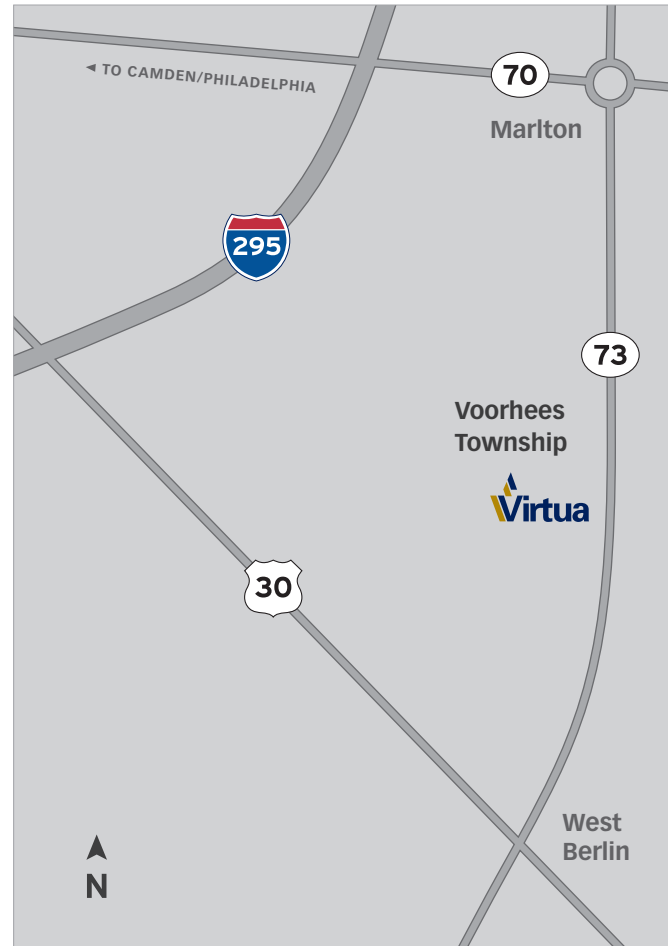 ◄ TO CAMDEN/PHILADELPHIA
70
Marlton
295
73
Voorhees
Township
Virtua
30
West
Berlin
N